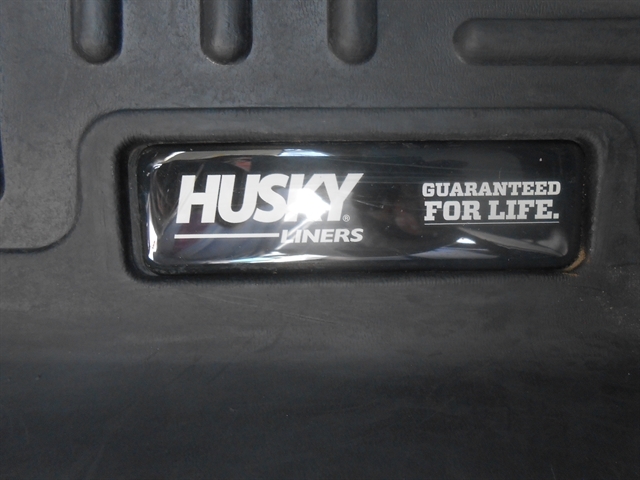 HUSKY®
LINERS
GUARANTEED
FOR LIFE.